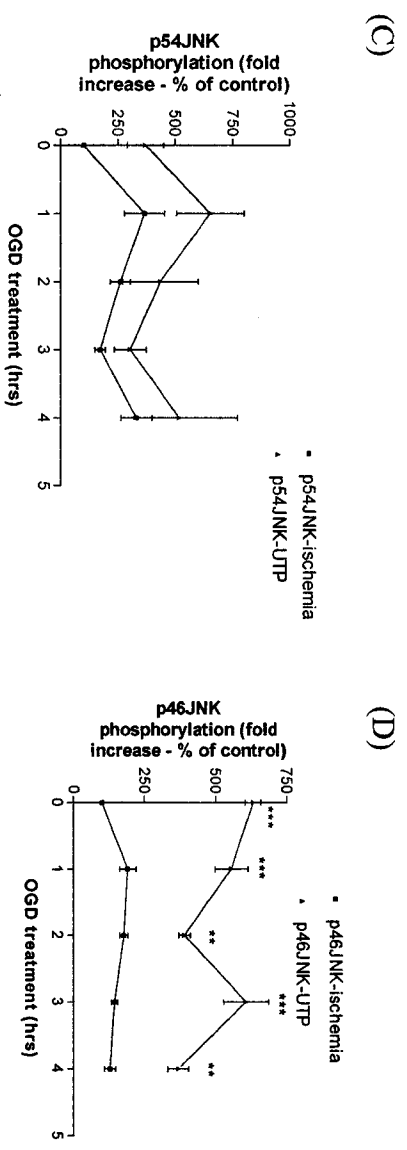 (C)
p54JNK
phosphorylation (fold
increase - % of control)
1000
750
500
250
0
0 1 2 3 4 5
OGD treatment (hrs)
p54JNK-ischemia
p54JNK-UTP
(D)
p46JNK
phosphorylation (fold
increase - % of control)
750
500
250
0
*** *** ** *** **
0 1 2 3 4 5
OGD treatment (hrs)
p46JNK-ischemia
p46JNK-UTP